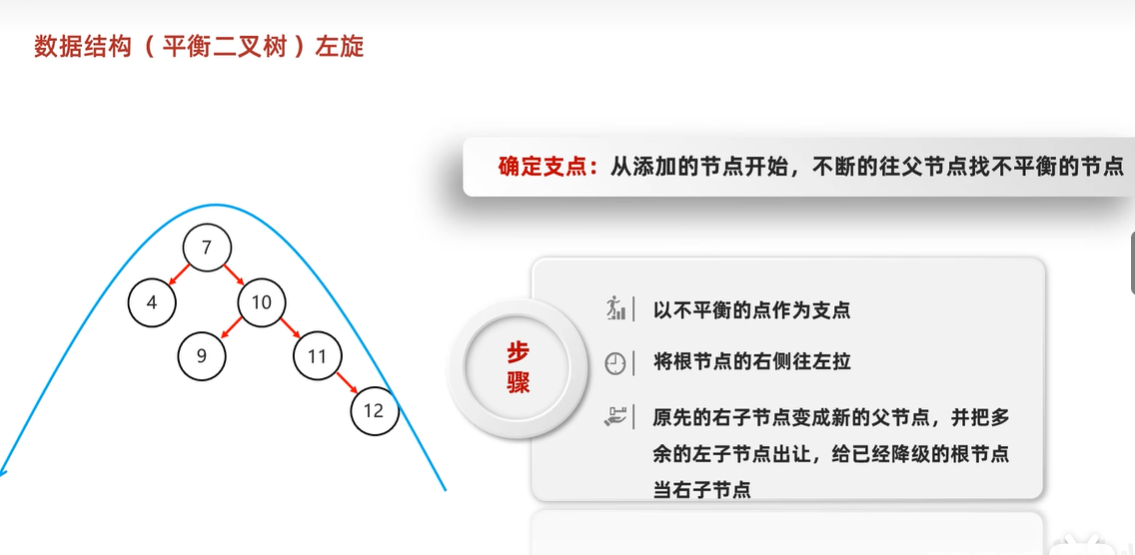 数据结构（平衡二叉树）左旋
确定支点：从添加的节点开始，不断的往父节点找不平衡的节点
7
4
10
9
11
12
步
骤
以不平衡的点作为支点
将根节点的右侧往左拉
原先的右子节点变成新的父节点，并把多
余的左子节点出让，给已经降级的根节点
当右子节点